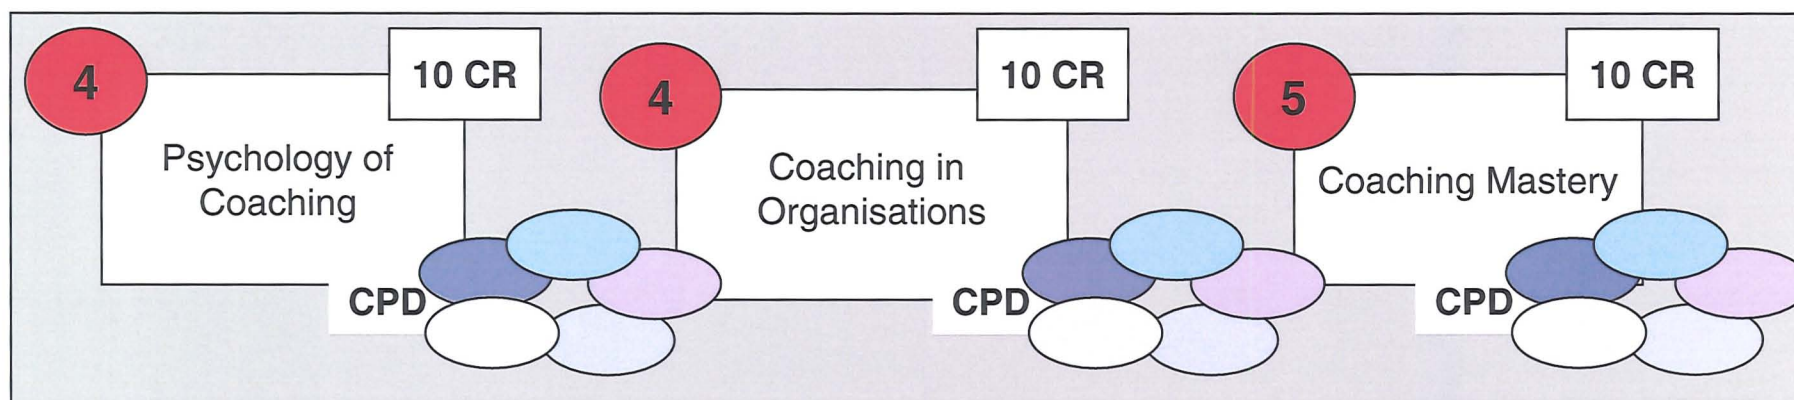 4
10 CR
Psychology of
Coaching
CPD
4
10 CR
Coaching in
Organisations
CPD
5
10 CR
Coaching Mastery
CPD